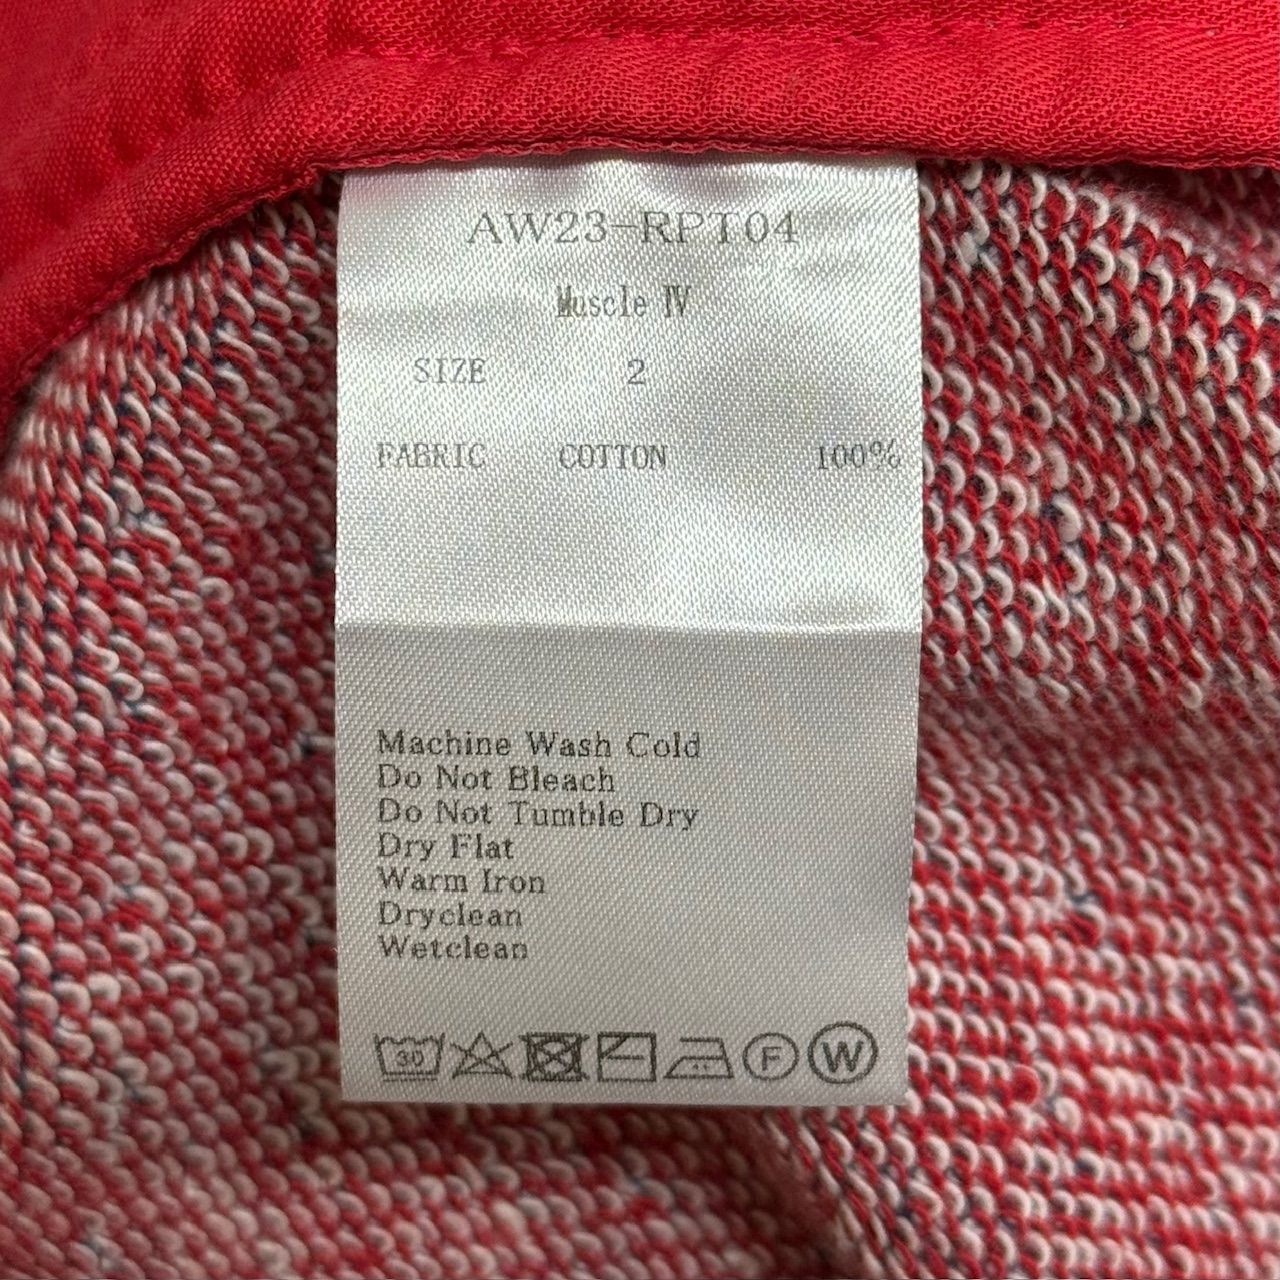 AW23-RPT04
Muscle Ⅳ
SIZE 2
FABRIC COTTON 100%
Machine Wash Cold
Do Not Bleach
Do Not Tumble Dry
Dry Flat
Warm Iron
Dryclean
Wetclean
30 F W